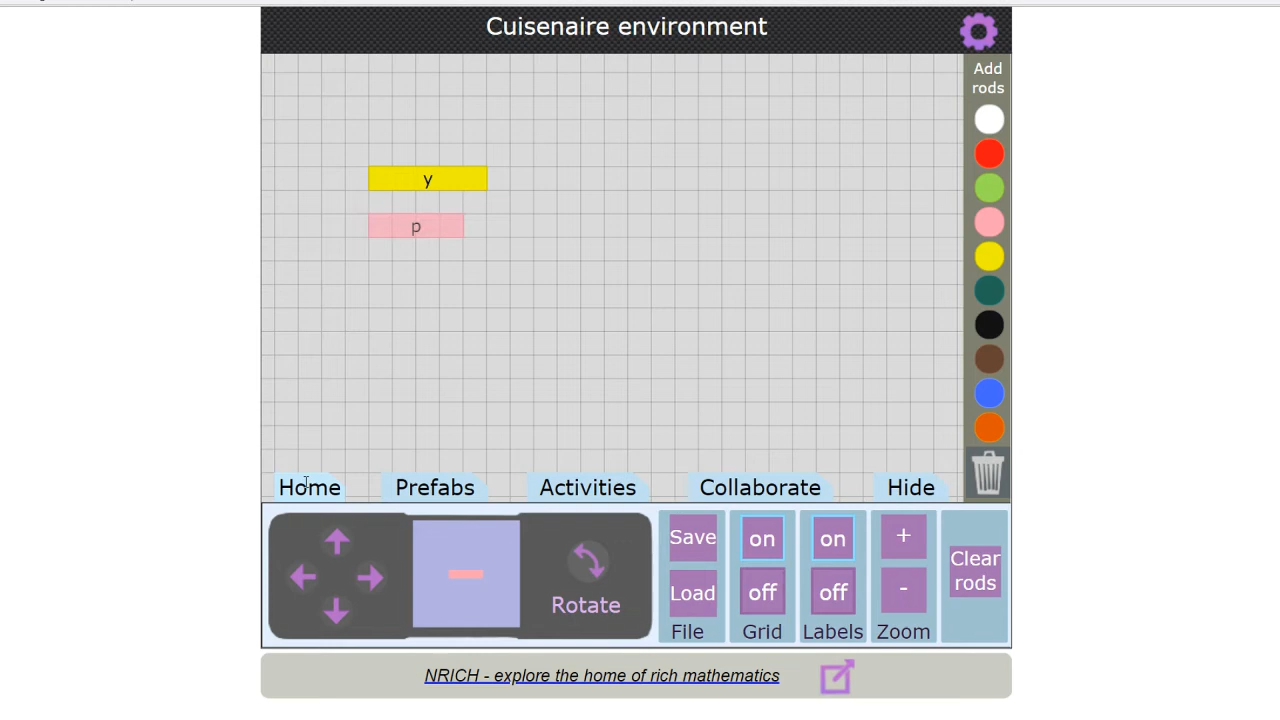 Cuisenaire environment
Add
rods
y
p
Home
Prefabs
Activities
Collaborate
Hide
Save
on
on
+
Clear
rods
Load
off
off
-
Rotate
File
Grid
Labels
Zoom
NRICH - explore the home of rich mathematics